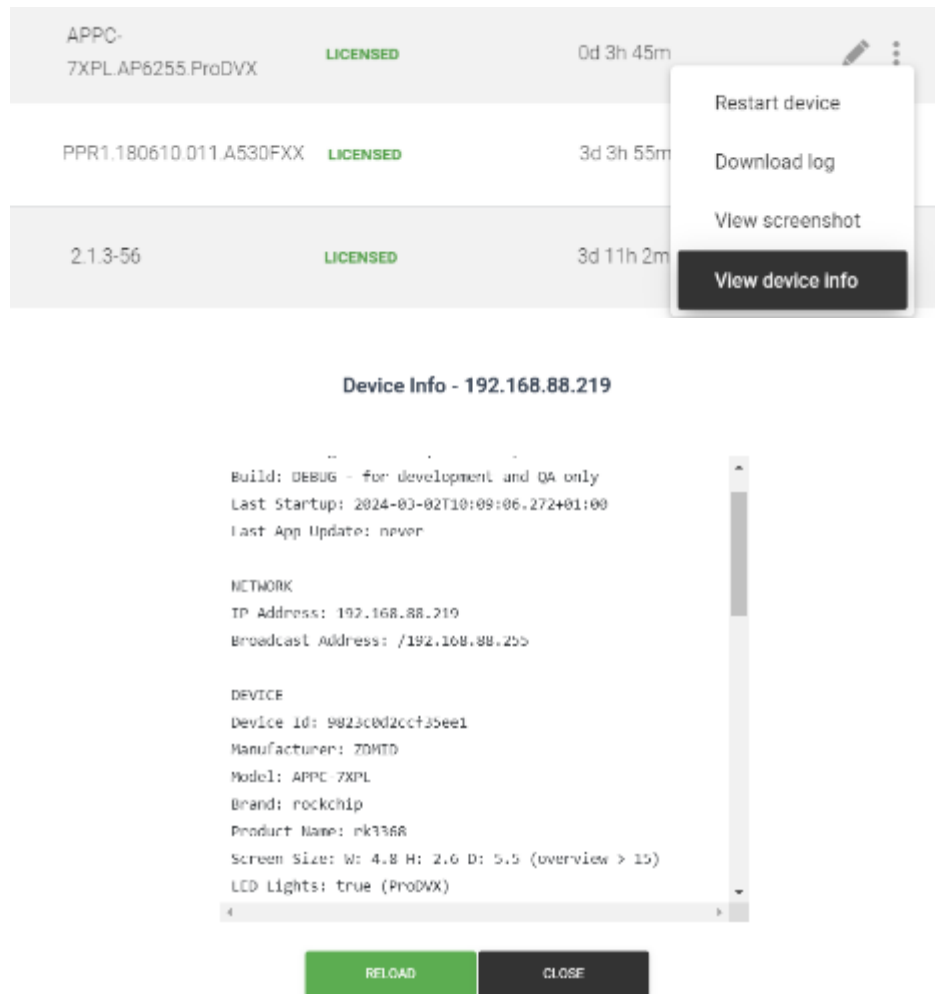 APPC-
7XPL.AP6255.ProDVX LICENSED 0d 3h 45m
Restart device
PPR1.180610.011.A530FXX LICENSED 3d 3h 55m
Download log
View screenshot
2.1.3-56 LICENSED 3d 11h 2m
View device info
Device Info - 192.168.88.219
Build: DEBUG - for development and QA only
Last Startup: 2024-03-02T10:09:06.272+01:00
Last App Update: never
NETWORK
IP Address: 192.168.88.219
Broadcast Address: /192.168.88.255
DEVICE
Device Id: 9823c0d2ccf35ee1
Manufacturer: ZDMID
Model: APPC-7XPL
Brand: rockchip
Product Name: rk3368
Screen Size: W: 4.8 H: 2.6 D: 5.5 (overview > 15)
LED Lights: true (ProDVX)
RELOAD CLOSE